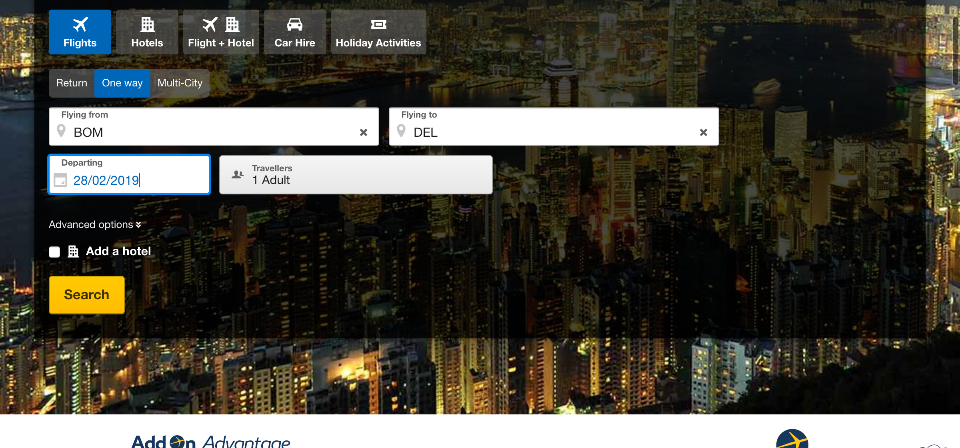 Flights Hotels Flight + Hotel Car Hire Holiday Activities
Return One way Multi-City
Flying from Flying to
BOM DEL
Departing
28/02/2019
Travellers
1 Adult
Advanced options
Add a hotel
Search
Add On Advantage